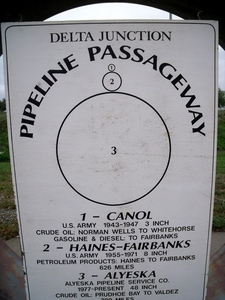 DELTA JUNCTION
PIPELINE PASSAGEWAY
1
2
3
1 - CANOL
U.S. ARMY 1943-1947 3 INCH
CRUDE OIL: NORMAN WELLS TO WHITEHORSE
GASOLINE & DIESEL: TO FAIRBANKS
2 - HAINES-FAIRBANKS
U.S. ARMY 1955-1971 8 INCH
PETROLEUM PRODUCTS: HAINES TO FAIRBANKS
626 MILES
3 - ALYESKA
ALYESKA PIPELINE SERVICE CO.
1977-PRESENT 48 INCH
CRUDE OIL: PRUDHOE BAY TO VALDEZ
MILES